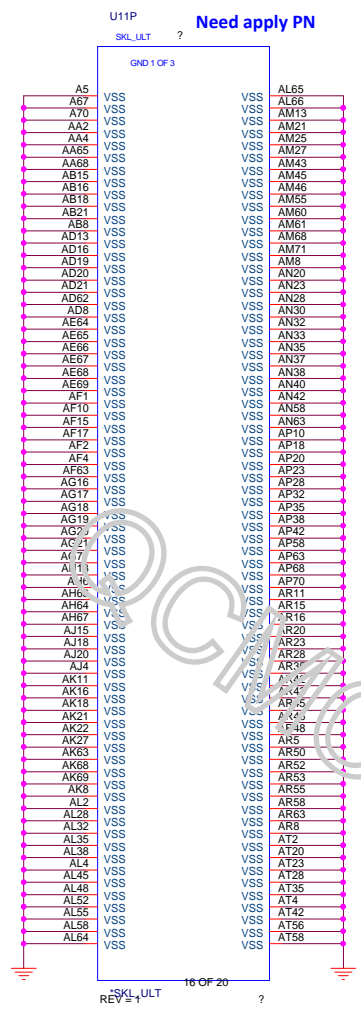 U11P
Need apply PN
SKL_ULT ?
GND 1 OF 3
A5 VSS VSS AL65
A67 VSS VSS AL66
A70 VSS VSS AM13
AA2 VSS VSS AM21
AA4 VSS VSS AM25
AA65 VSS VSS AM27
AA68 VSS VSS AM43
AB15 VSS VSS AM45
AB16 VSS VSS AM46
AB18 VSS VSS AM55
AB21 VSS VSS AM60
AB8 VSS VSS AM61
AD13 VSS VSS AM68
AD16 VSS VSS AM71
AD19 VSS VSS AM8
AD20 VSS VSS AN20
AD21 VSS VSS AN23
AD62 VSS VSS AN28
AD8 VSS VSS AN30
AE64 VSS VSS AN32
AE65 VSS VSS AN33
AE66 VSS VSS AN35
AE67 VSS VSS AN37
AE68 VSS VSS AN38
AE69 VSS VSS AN40
AF1 VSS VSS AN42
AF10 VSS VSS AN58
AF15 VSS VSS AN63
AF17 VSS VSS AP10
AF2 VSS VSS AP18
AF4 VSS VSS AP20
AF63 VSS VSS AP23
AG16 VSS VSS AP28
AG17 VSS VSS AP32
AG18 VSS VSS AP35
AG19 VSS VSS AP38
AG20 VSS VSS AP42
AG21 VSS VSS AP58
VSS VSS AP63
VSS VSS AP68
AH6 VSS VSS AP70
AH63 VSS VSS AR11
AH64 VSS VSS AR15
AH67 VSS VSS AR16
AJ15 VSS VSS AR20
AJ18 VSS VSS AR23
AJ20 VSS VSS AR28
AJ4 VSS VSS
AK11 VSS VSS AR42
AK16 VSS VSS AR43
AK18 VSS VSS AR45
AK21 VSS VSS AR46
AK22 VSS VSS AR48
AK27 VSS VSS AR5
AK63 VSS VSS AR50
AK68 VSS VSS AR52
AK69 VSS VSS AR53
AK8 VSS VSS AR55
AL2 VSS VSS AR58
AL28 VSS VSS AR63
AL32 VSS VSS AR8
AL35 VSS VSS AT2
AL38 VSS VSS AT20
AL4 VSS VSS AT23
AL45 VSS VSS AT28
AL48 VSS VSS AT35
AL52 VSS VSS AT4
AL55 VSS VSS AT42
AL58 VSS VSS AT56
AL64 VSS VSS AT58
16 OF 20
*SKL_ULT
REV = 1 ?